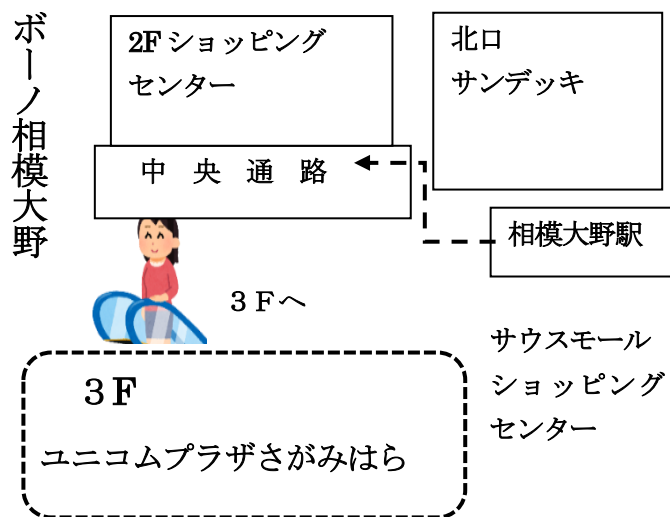 ボーノ相模大野
2Fショッピング
センター
北口
サンデッキ
中央通路
相模大野駅
３Fへ
サウスモール
ショッピング
センター
３F
ユニコムプラザさがみはら